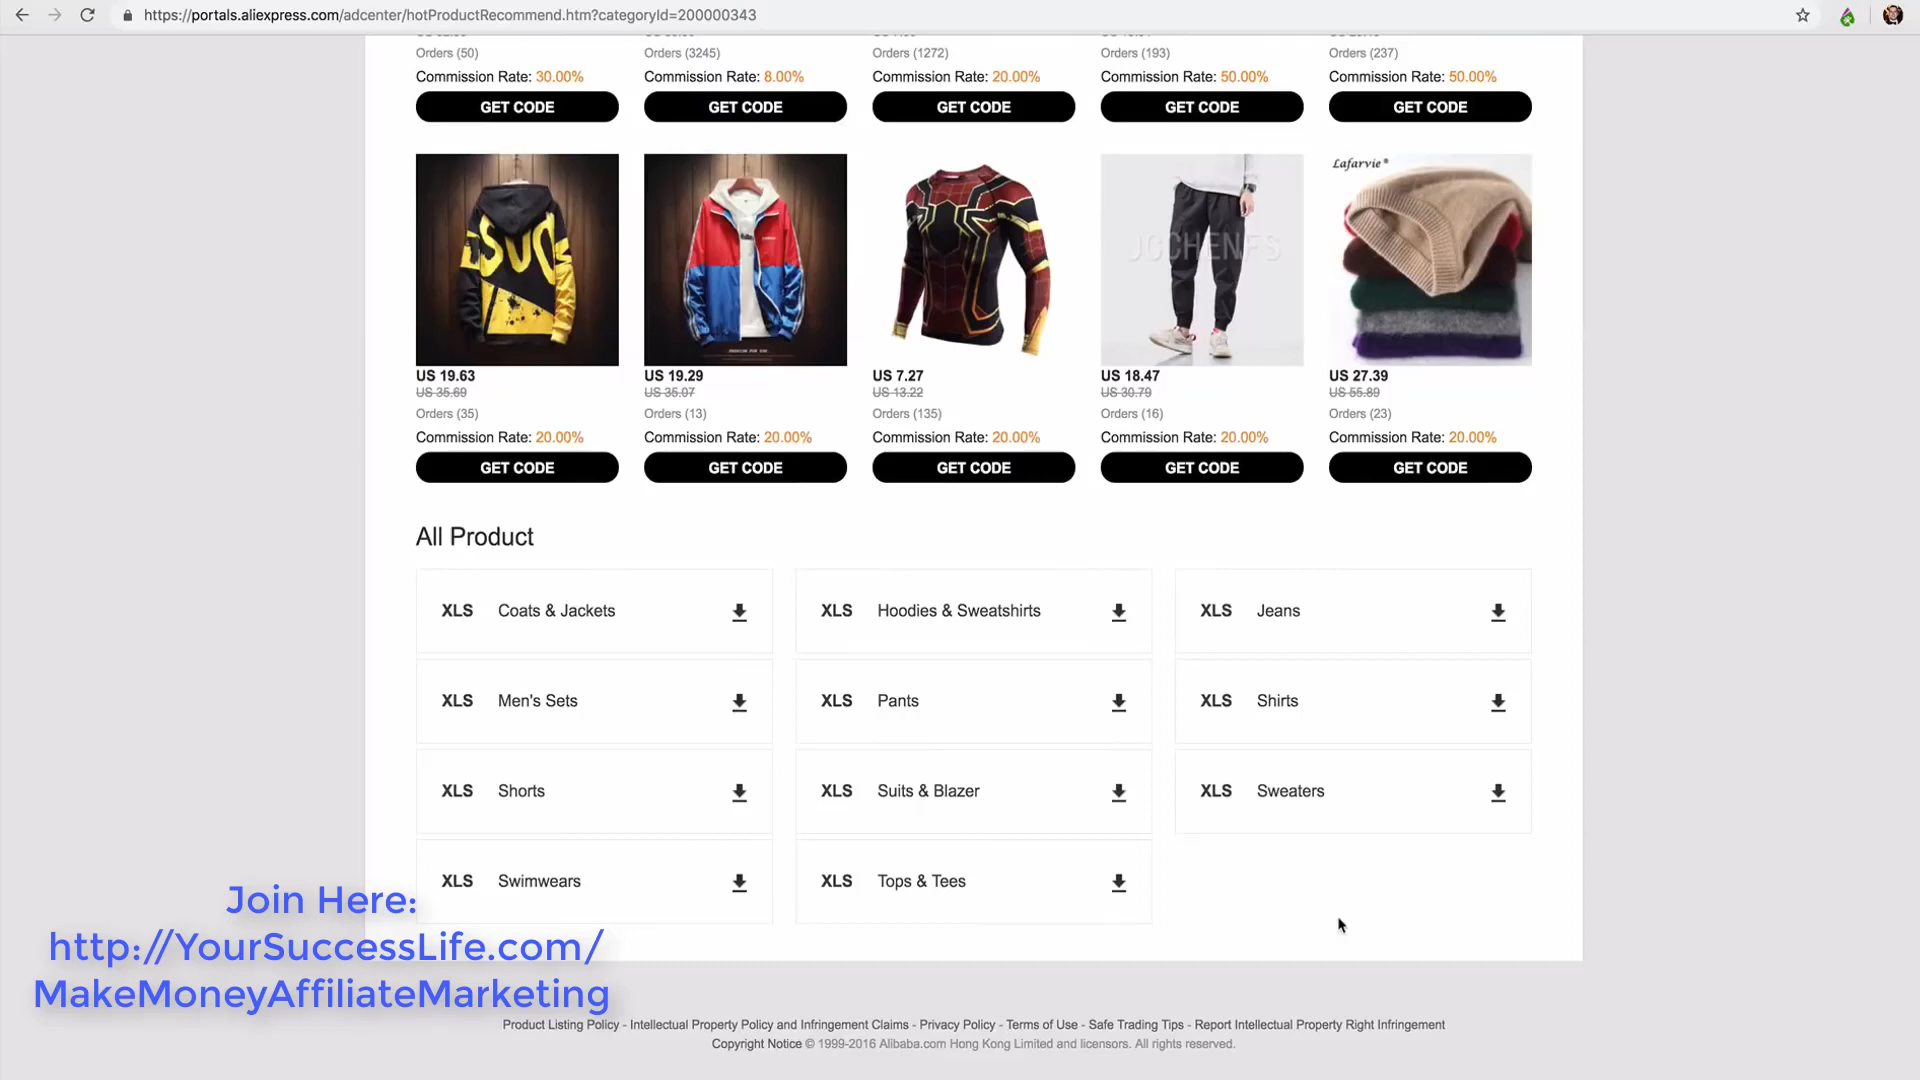 https://portals.aliexpress.com/adcenter/hotProductRecommend.htm?categoryId=200000343
Orders (50) Orders (3245) Orders (1272) Orders (193) Orders (237)
Commission Rate: 30.00% Commission Rate: 8.00% Commission Rate: 20.00% Commission Rate: 50.00% Commission Rate: 50.00%
GET CODE GET CODE GET CODE GET CODE GET CODE
Lafarvie®
JOCHENFS
FASHION FOR YOU
US 19.63 US 19.29 US 7.27 US 18.47 US 27.39
US 35.69 US 35.07 US 13.22 US 30.79 US 55.89
Orders (35) Orders (13) Orders (135) Orders (16) Orders (23)
Commission Rate: 20.00% Commission Rate: 20.00% Commission Rate: 20.00% Commission Rate: 20.00% Commission Rate: 20.00%
GET CODE GET CODE GET CODE GET CODE GET CODE
All Product
XLS Coats & Jackets XLS Hoodies & Sweatshirts XLS Jeans
XLS Men's Sets XLS Pants XLS Shirts
XLS Shorts XLS Suits & Blazer XLS Sweaters
XLS Swimwears XLS Tops & Tees
Join Here:
http://YourSuccessLife.com/
MakeMoneyAffiliateMarketing
Product Listing Policy - Intellectual Property Policy and Infringement Claims - Privacy Policy - Terms of Use - Safe Trading Tips - Report Intellectual Property Right Infringement
Copyright Notice © 1999-2016 Alibaba.com Hong Kong Limited and licensors. All rights reserved.